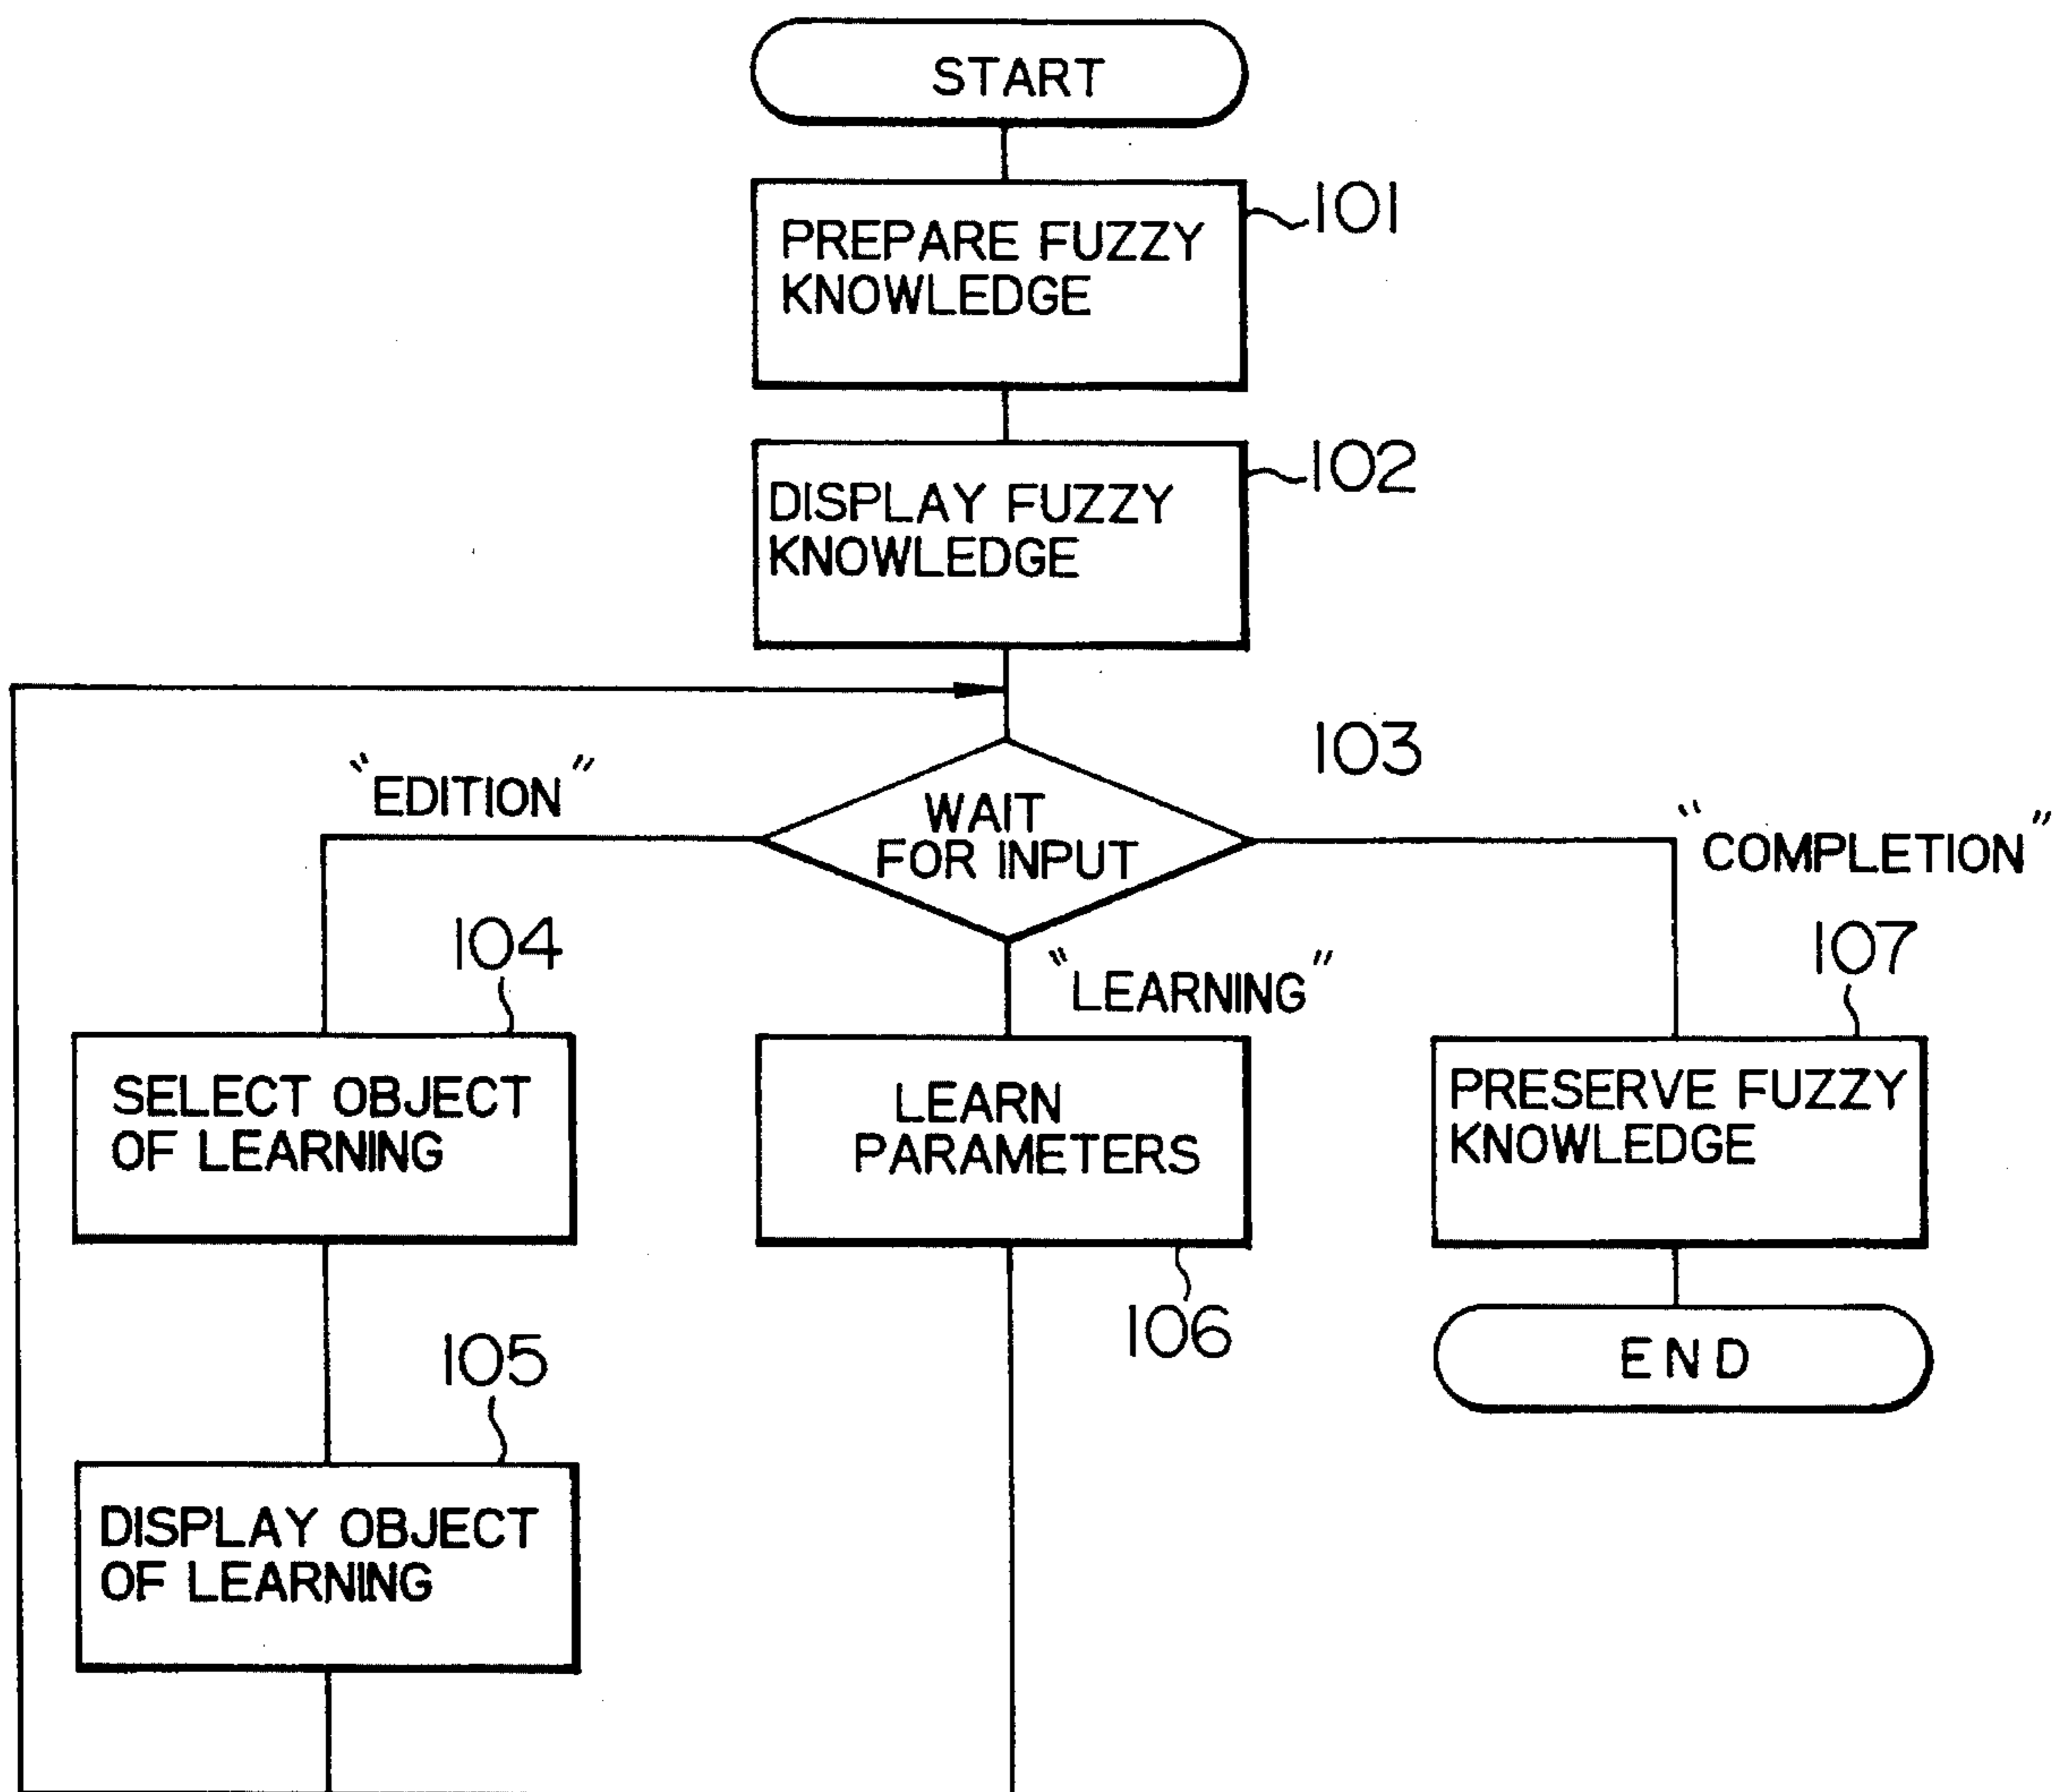 START
101
PREPARE FUZZY
KNOWLEDGE
102
DISPLAY FUZZY
KNOWLEDGE
103
"EDITION"
WAIT
FOR INPUT
"COMPLETION"
104
"LEARNING"
107
SELECT OBJECT
OF LEARNING
LEARN
PARAMETERS
PRESERVE FUZZY
KNOWLEDGE
105
106
END
DISPLAY OBJECT
OF LEARNING